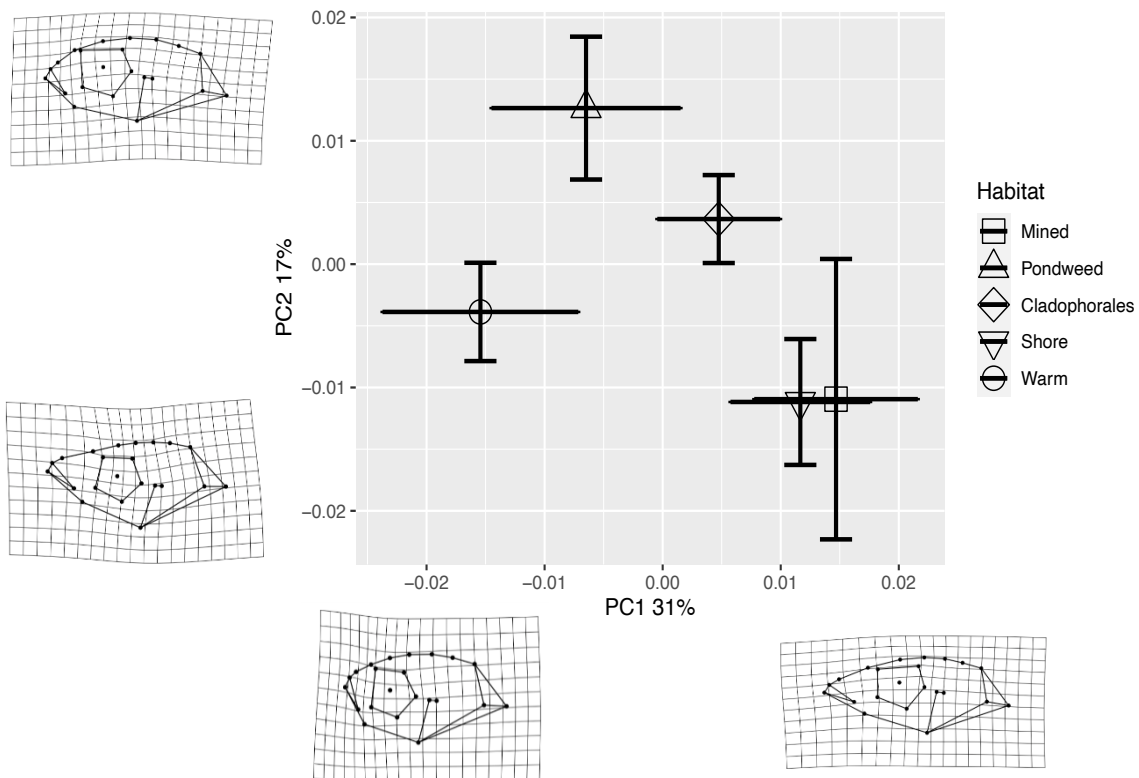 0.02
0.01
0.00
−0.01
−0.02
PC2 17%
−0.02
−0.01
0.00
0.01
0.02
PC1 31%
Habitat
Mined
Pondweed
Cladophorales
Shore
Warm